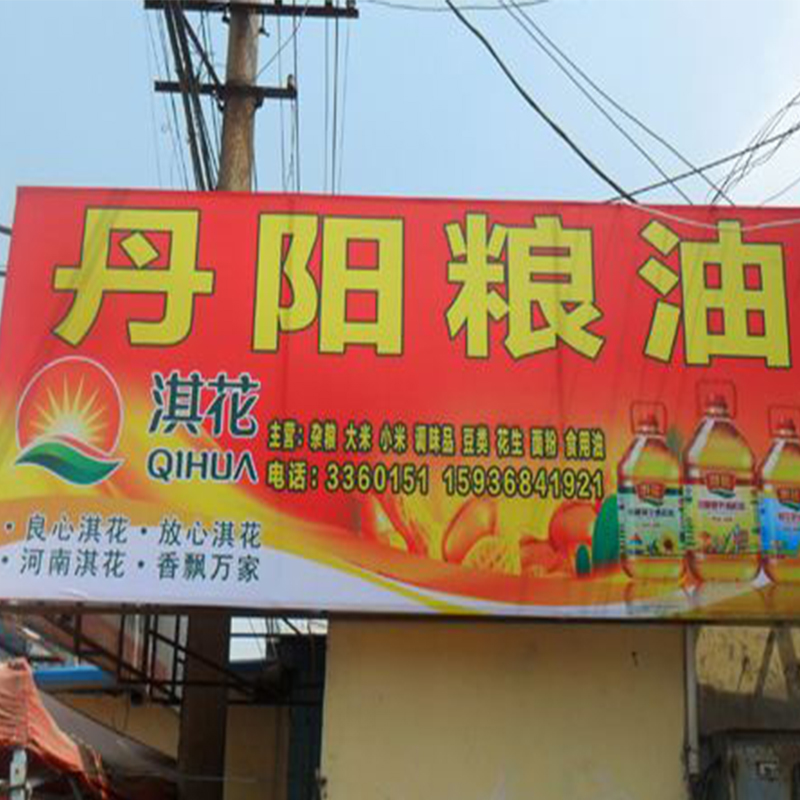 丹阳粮油
淇花
QIHUA
主营：杂粮 大米 小米 调味品 豆类 花生 面粉 食用油
电话：3360151 15936841921
·良心淇花·放心淇花
·河南淇花·香飘万家